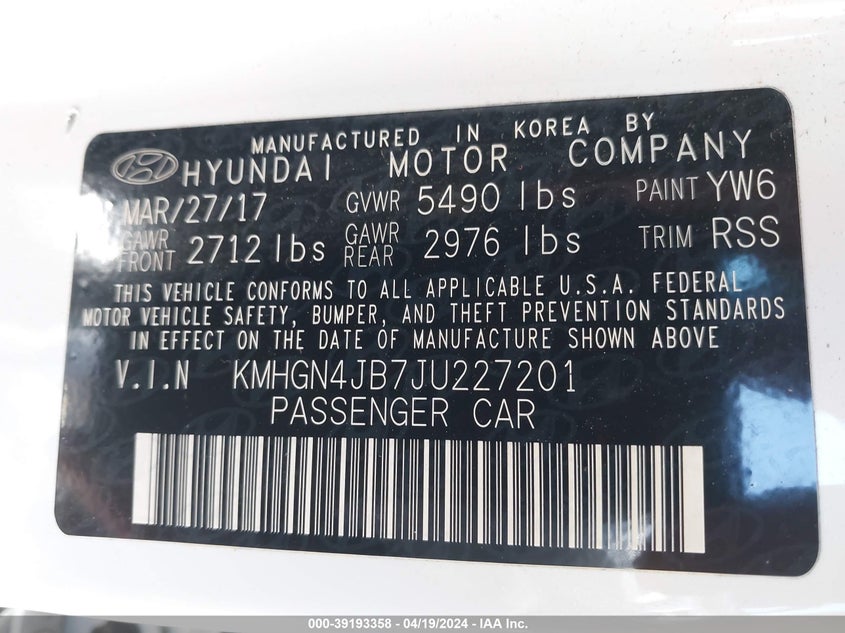 MANUFACTURED IN KOREA BY
HYUNDAI MOTOR COMPANY
MAR/27/17 GVWR 5490 lbs PAINT YW6
GAWR FRONT 2712 lbs GAWR REAR 2976 lbs TRIM RSS
THIS VEHICLE CONFORMS TO ALL APPLICABLE U.S.A. FEDERAL
MOTOR VEHICLE SAFETY, BUMPER, AND THEFT PREVENTION STANDARDS
IN EFFECT ON THE DATE OF MANUFACTURE SHOWN ABOVE
V.I.N KMHGN4JB7JU227201
PASSENGER CAR
000-39193358 - 04/19/2024 - IAA Inc.